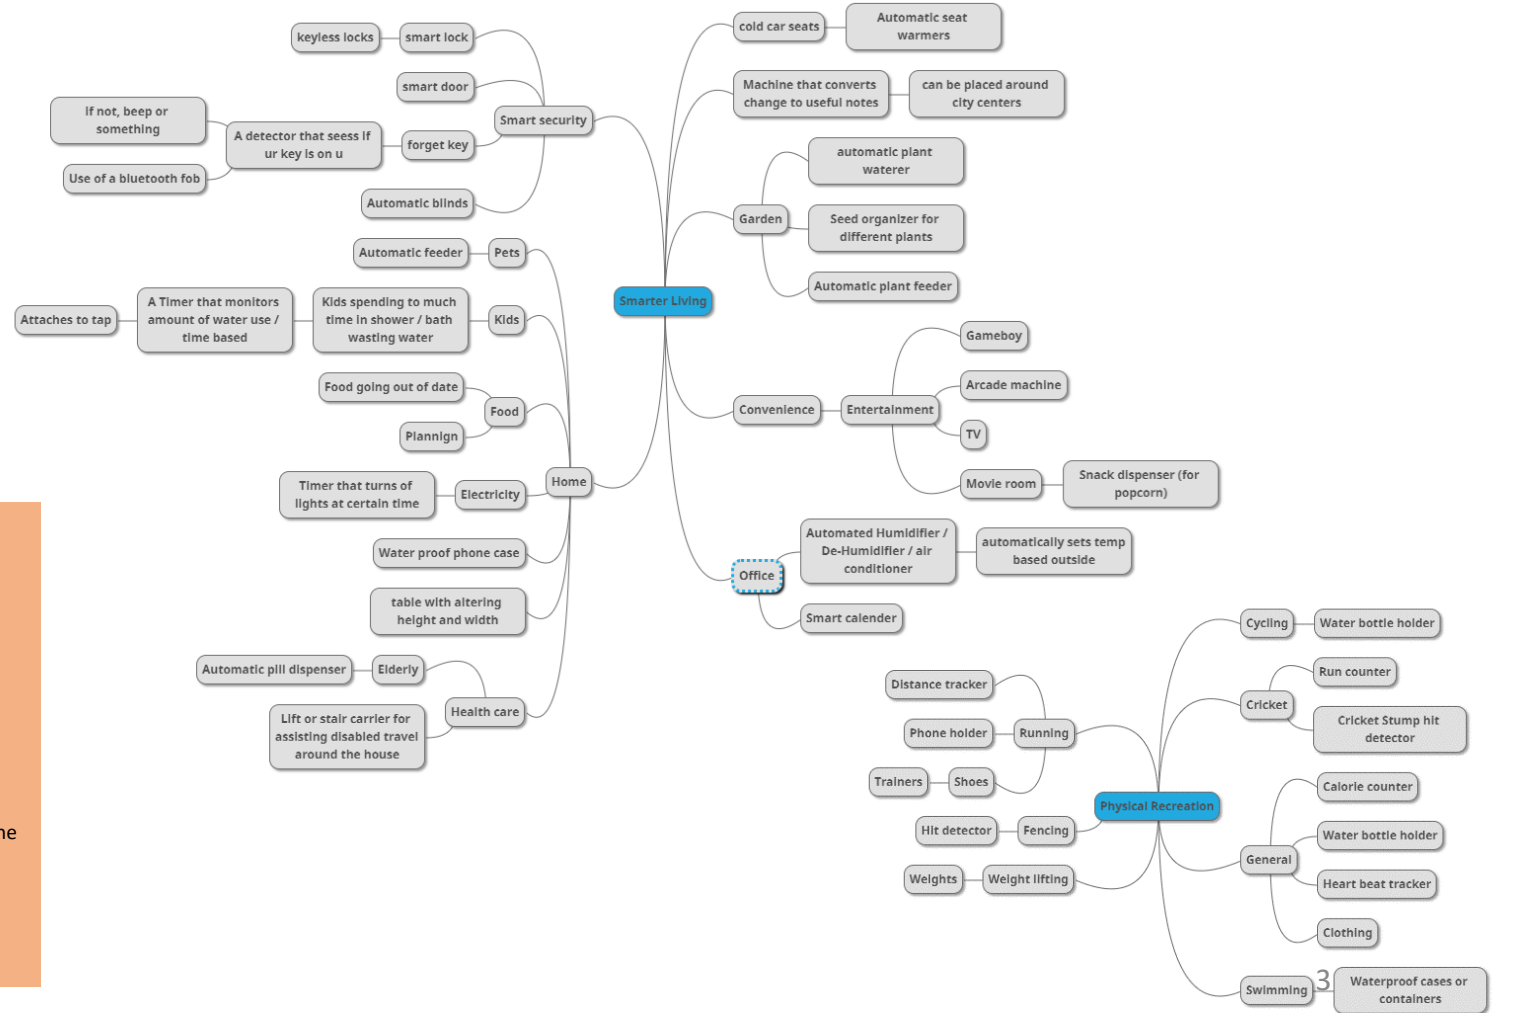 keyless locks
smart lock
smart door
Smart security
If not, beep or
something
A detector that seess if
ur key is on u
forget key
Use of a bluetooth fob
Automatic blinds
Automatic feeder
Pets
Attaches to tap
A Timer that monitors
amount of water use /
time based
Kids spending to much
time in shower / bath
wasting water
Kids
Food going out of date
Food
Plannign
Home
Timer that turns of
lights at certain time
Electricity
Water proof phone case
table with altering
height and width
Automatic pill dispenser
Elderly
Health care
Lift or stair carrier for
assisting disabled travel
around the house
Smarter Living
cold car seats
Automatic seat
warmers
Machine that converts
change to useful notes
can be placed around
city centers
automatic plant
waterer
Garden
Seed organizer for
different plants
Automatic plant feeder
Convenience
Entertainment
Gameboy
Arcade machine
TV
Movie room
Snack dispenser (for
popcorn)
Office
Automated Humidifier /
De-Humidifier / air
conditioner
automatically sets temp
based outside
Smart calender
Distance tracker
Phone holder
Running
Trainers
Shoes
Hit detector
Fencing
Weights
Weight lifting
Physical Recreation
Cycling
Water bottle holder
Cricket
Run counter
Cricket Stump hit
detector
General
Calorie counter
Water bottle holder
Heart beat tracker
Clothing
Swimming
3
Waterproof cases or
containers